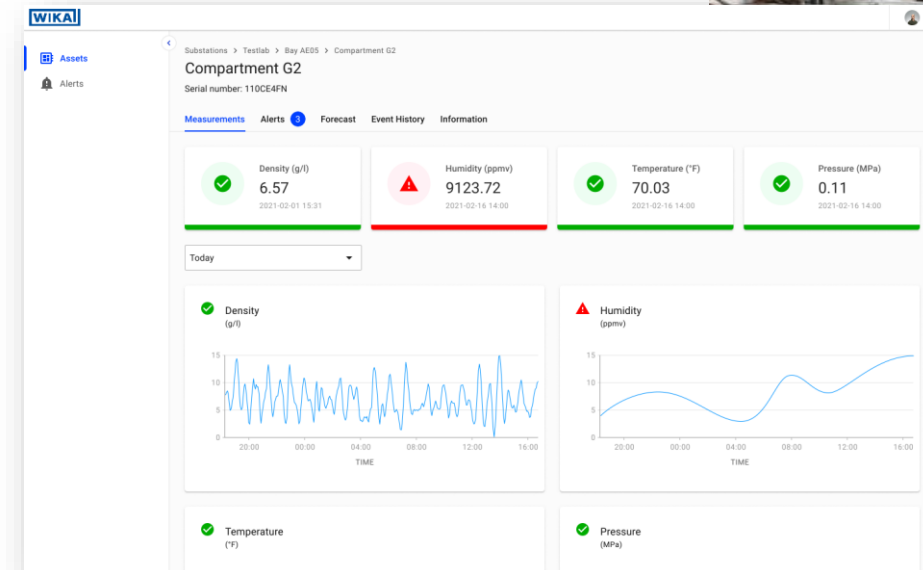 WIKA
Assets
Alerts
Substations > Testlab > Bay AE05 > Compartment G2
Compartment G2
Serial number: 110CE4FN
Measurements Alerts 3 Forecast Event History Information
Density (g/l)
6.57
2021-02-01 15:31
Humidity (ppmv)
9123.72
2021-02-16 14:00
Temperature (°F)
70.03
2021-02-16 14:00
Pressure (MPa)
0.11
2021-02-16 14:00
Today
Density
(g/l)
15
10
5
0
20:00 00:00 04:00 08:00 12:00 16:00
TIME
Humidity
(ppmv)
15
10
5
0
20:00 00:00 04:00 08:00 12:00 16:00
TIME
Temperature
(°F)
Pressure
(MPa)